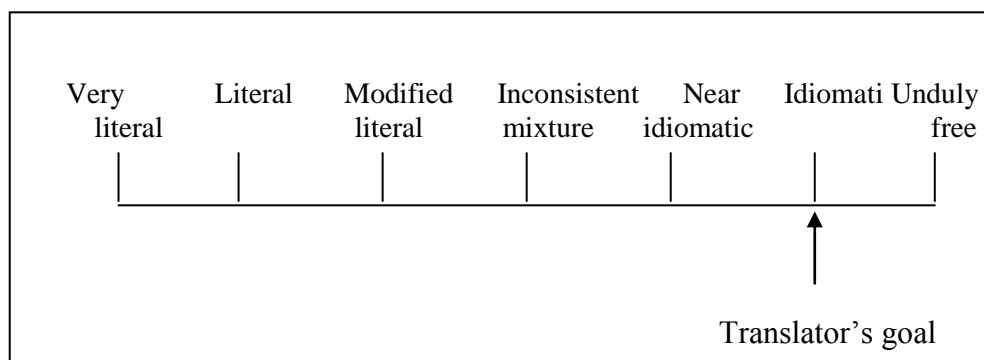 Very Literal Modified Inconsistent Near Idiomati Unduly
literal literal mixture idiomatic free
Translator’s goal